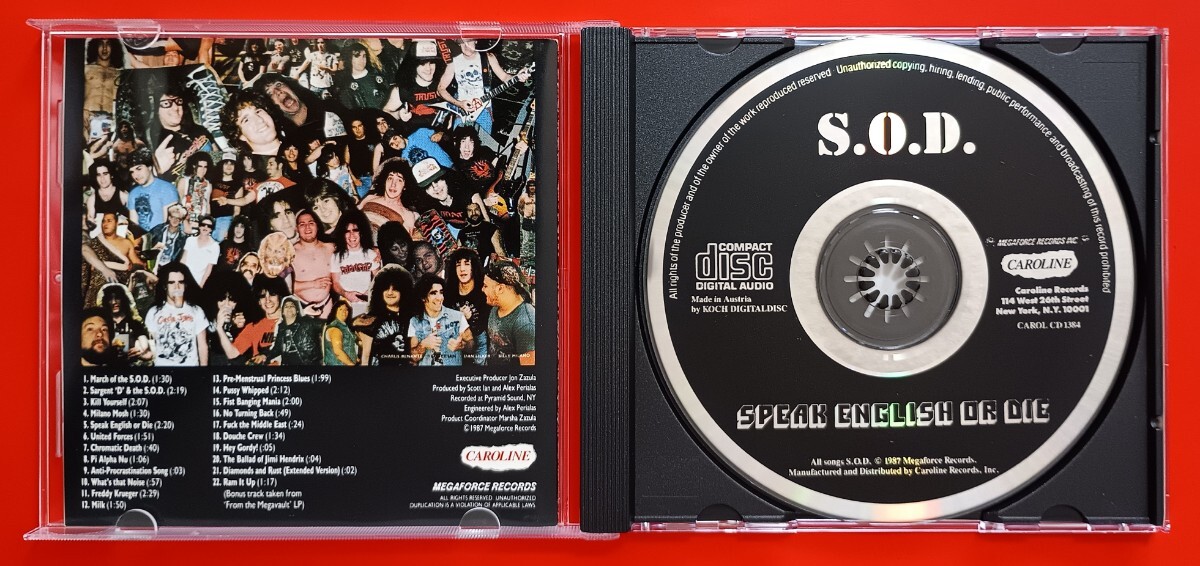 TRUST
CHARLIE BENANTE
DAN LILKER
BILLY MILANO
1. March of the S.O.D. (1:30)
2. Sargent 'D' & the S.O.D. (2:19)
3. Kill Yourself (2:07)
4. Milano Mosh (1:30)
5. Speak English or Die (2:20)
6. United Forces (1:51)
7. Chromatic Death (:40)
8. Pi Alpha Nu (1:06)
9. Anti-Procrastination Song (:03)
10. What's that Noise (:57)
11. Freddy Krueger (2:29)
12. Milk (1:50)
13. Pre-Menstrual Princess Blues (1:99)
14. Pussy Whipped (2:12)
15. Fist Banging Mania (2:00)
16. No Turning Back (:49)
17. Fuck the Middle East (:24)
18. Douche Crew (1:34)
19. Hey Gordy! (:05)
20. The Ballad of Jimi Hendrix (:04)
21. Diamonds and Rust (Extended Version) (:02)
22. Ram It Up (1:17)
(Bonus track taken from
'From the Megavault' LP)
Executive Producer Jon Zazula
Produced by Scott Ian and Alex Perialas
Recorded at Pyramid Sound, NY
Engineered by Alex Perialas
Product Coordinator Marsha Zazula
©1987 Megaforce Records
CAROLINE
MEGAFORCE RECORDS
ALL RIGHTS RESERVED UNAUTHORIZED
DUPLICATION IS A VIOLATION OF APPLICABLE LAWS
All rights of the producer and of the owner of the work reproduced reserved · Unauthorized copying, hiring, lending, public performance and broadcasting of this record prohibited
S.O.D.
COMPACT
disc
DIGITAL AUDIO
Made in Austria
by KOCH DIGITALDISC
MEGAFORCE RECORDS INC
CAROLINE
Caroline Records
114 West 26th Street
New York, N.Y. 10001
CAROL CD 1384
SPEAK ENGLISH OR DIE
All songs S.O.D. © 1987 Megaforce Records.
Manufactured and Distributed by Caroline Records, Inc.